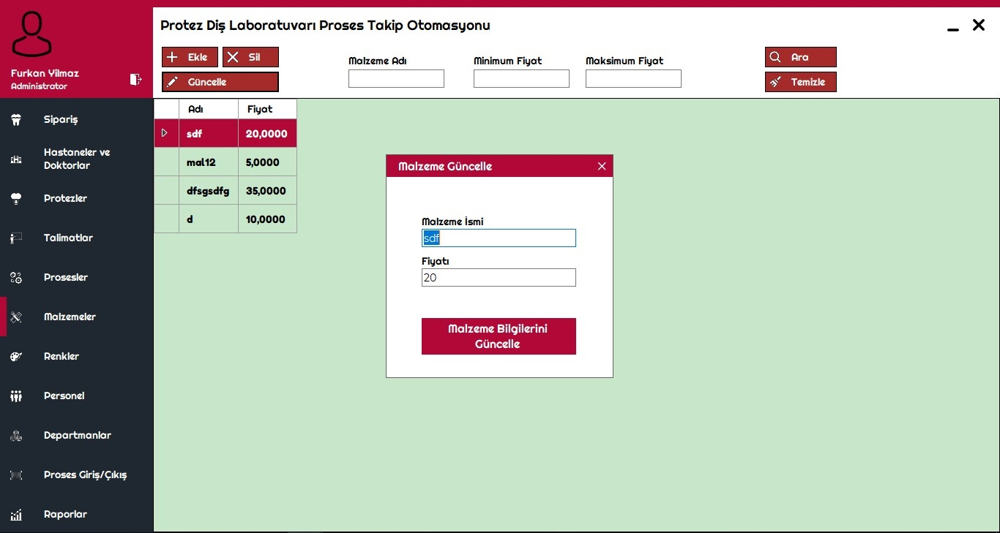 Protez Diş Laboratuvarı Proses Takip Otomasyonu
Furkan Yilmaz
Administrator
Ekle
Sil
Güncelle
Malzeme Adı
Minimum Fiyat
Maksimum Fiyat
Ara
Temizle
Sipariş
Hastaneler ve
Doktorlar
Protezler
Talimatlar
Prosesler
Malzemeler
Renkler
Personel
Departmanlar
Proses Giriş/Çıkış
Raporlar
Adı Fiyat
sdf 20,0000
mal12 5,0000
dfsgsdfg 35,0000
d 10,0000
Malzeme Güncelle
Malzeme İsmi
sdf
Fiyatı
20
Malzeme Bilgilerini
Güncelle